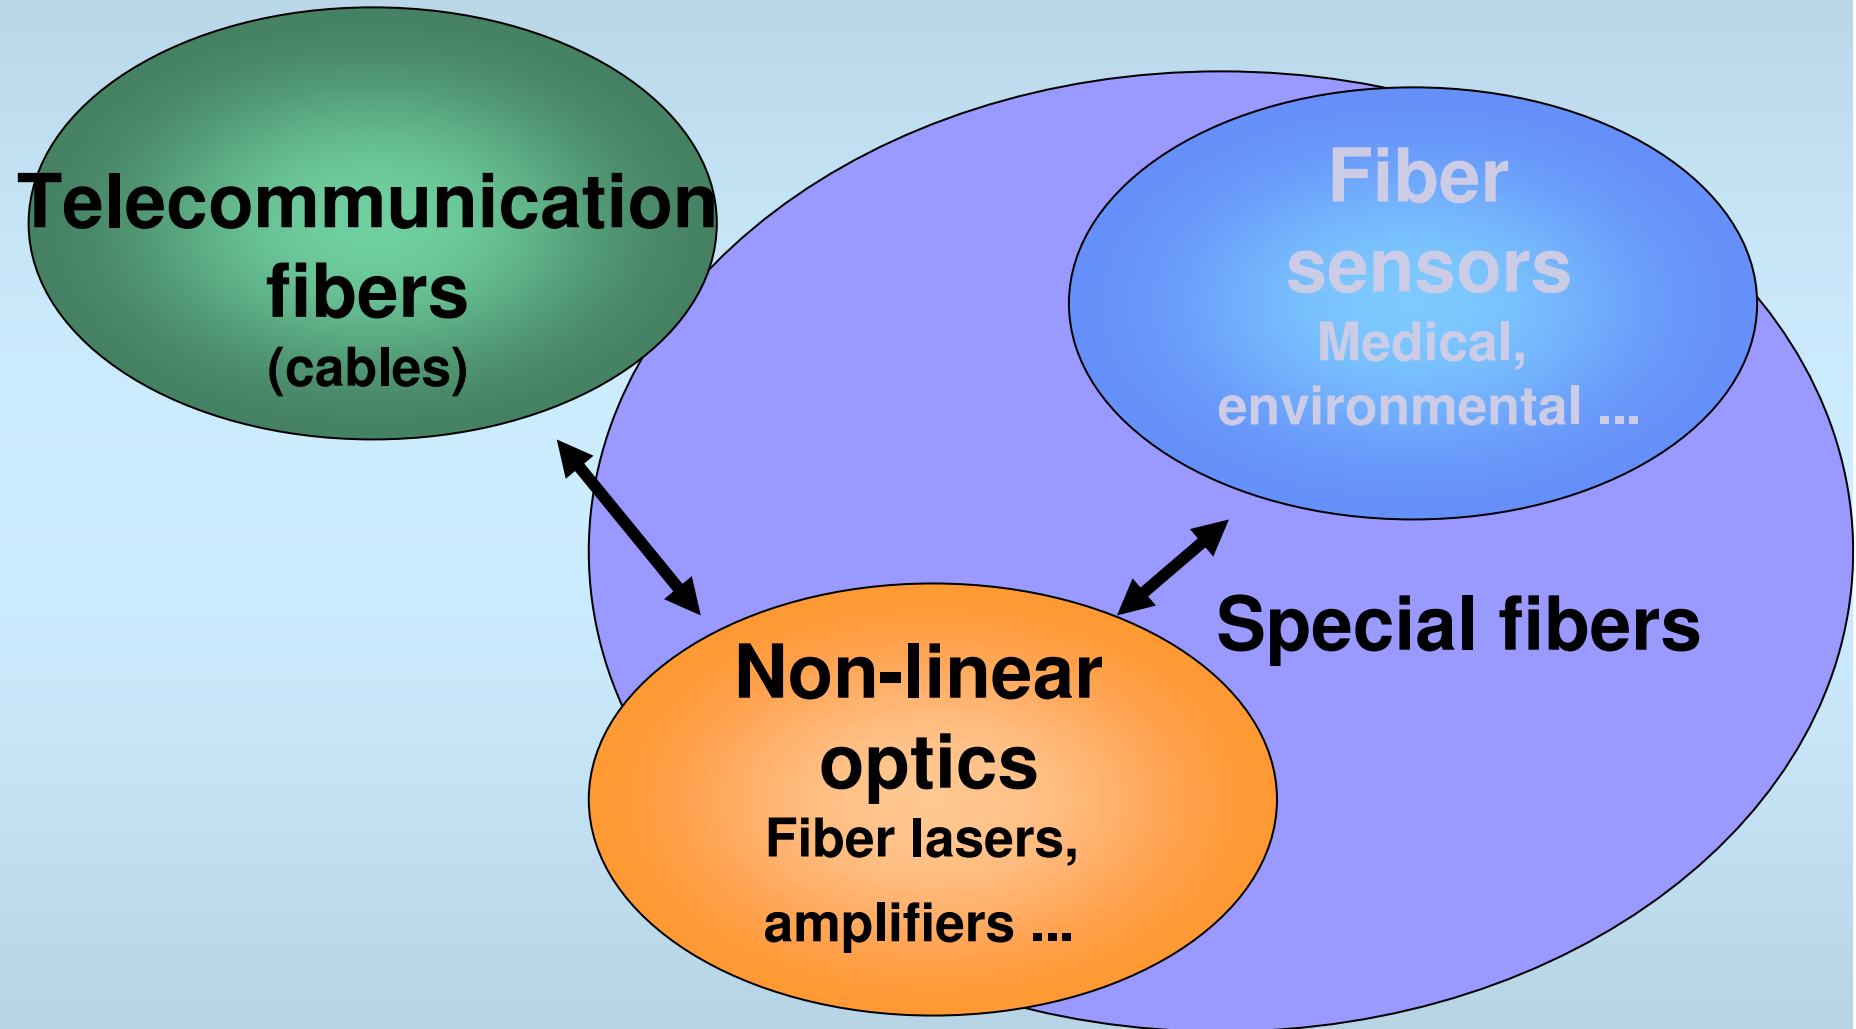 Telecommunication
fibers
(cables)
Fiber
sensors
Medical,
environmental ...
Special fibers
Non-linear
optics
Fiber lasers,
amplifiers ...